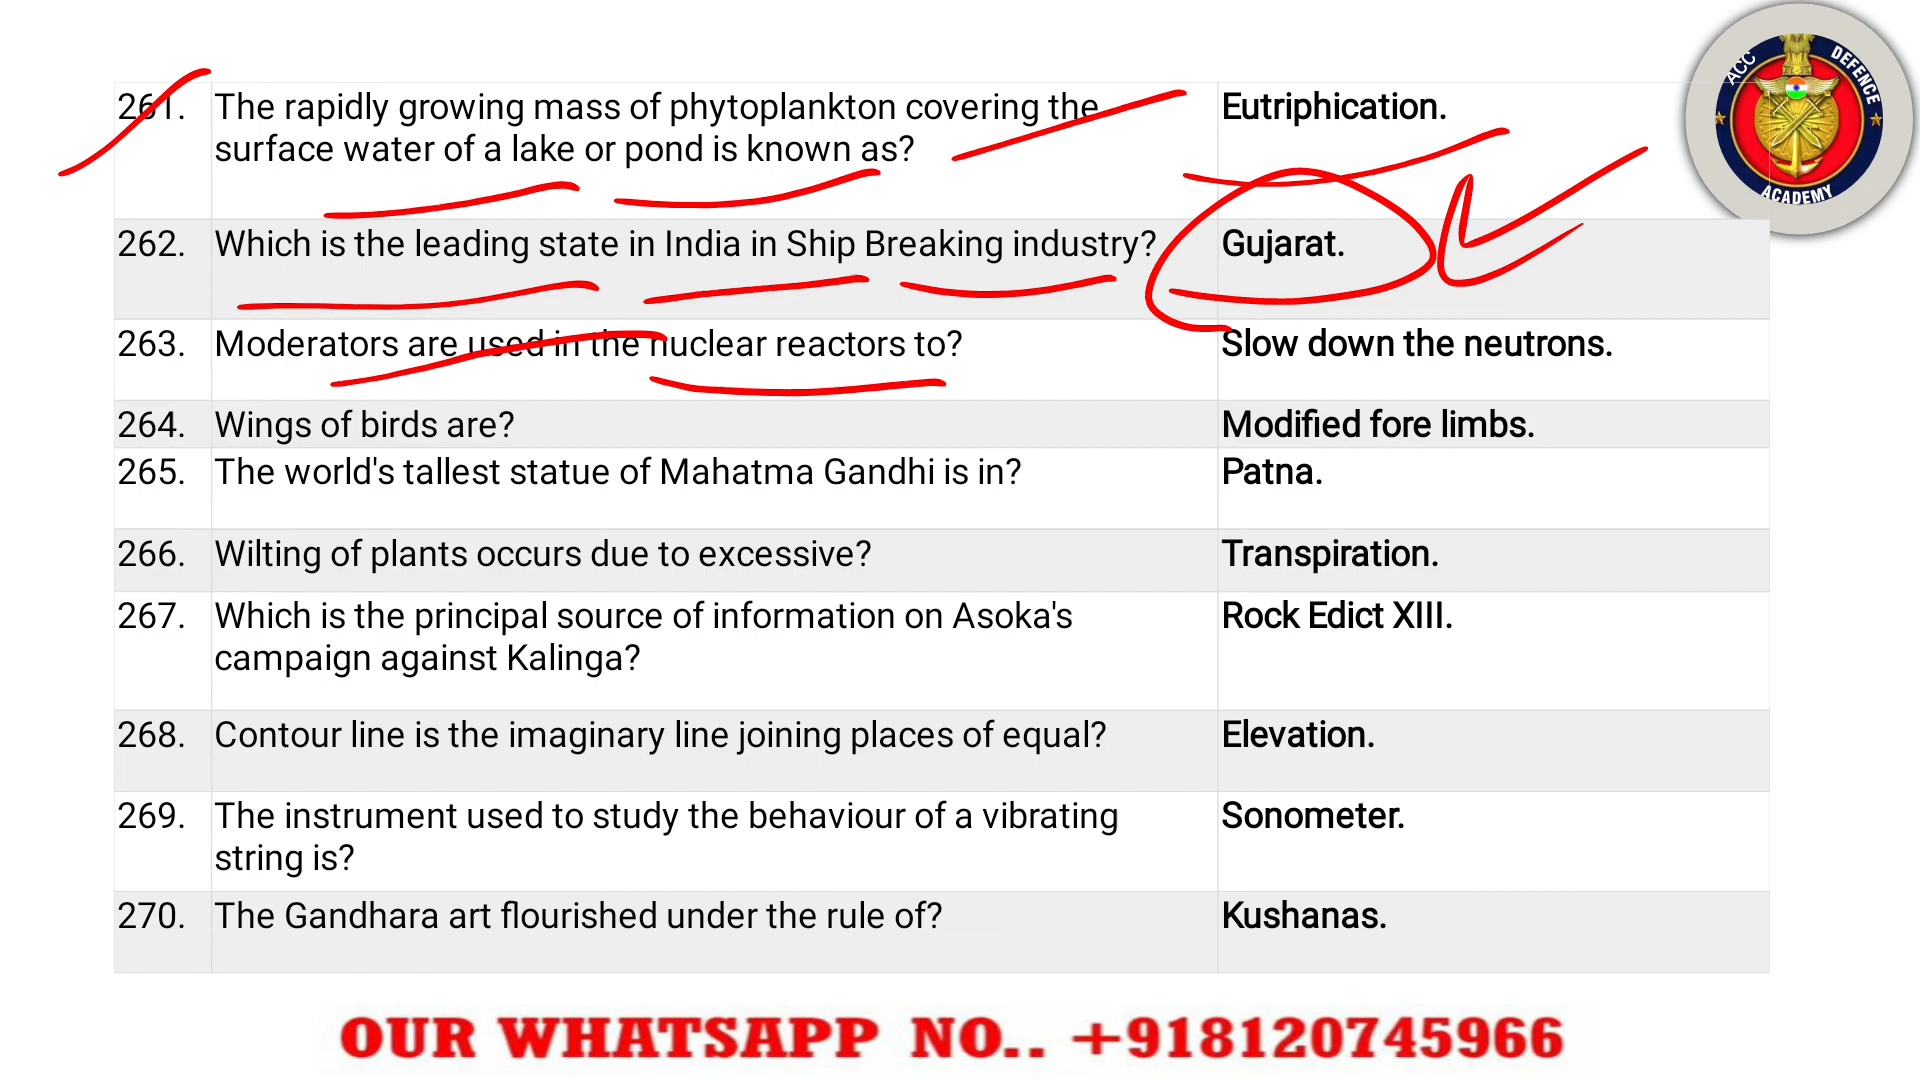 ACC DEFENCE
ACADEMY
261. The rapidly growing mass of phytoplankton covering the Eutriphication.
surface water of a lake or pond is known as?
262. Which is the leading state in India in Ship Breaking industry? Gujarat.
263. Moderators are used in the nuclear reactors to? Slow down the neutrons.
264. Wings of birds are? Modified fore limbs.
265. The world's tallest statue of Mahatma Gandhi is in? Patna.
266. Wilting of plants occurs due to excessive? Transpiration.
267. Which is the principal source of information on Asoka's Rock Edict XIII.
campaign against Kalinga?
268. Contour line is the imaginary line joining places of equal? Elevation.
269. The instrument used to study the behaviour of a vibrating Sonometer.
string is?
270. The Gandhara art flourished under the rule of? Kushanas.
OUR WHATSAPP NO.. +918120745966